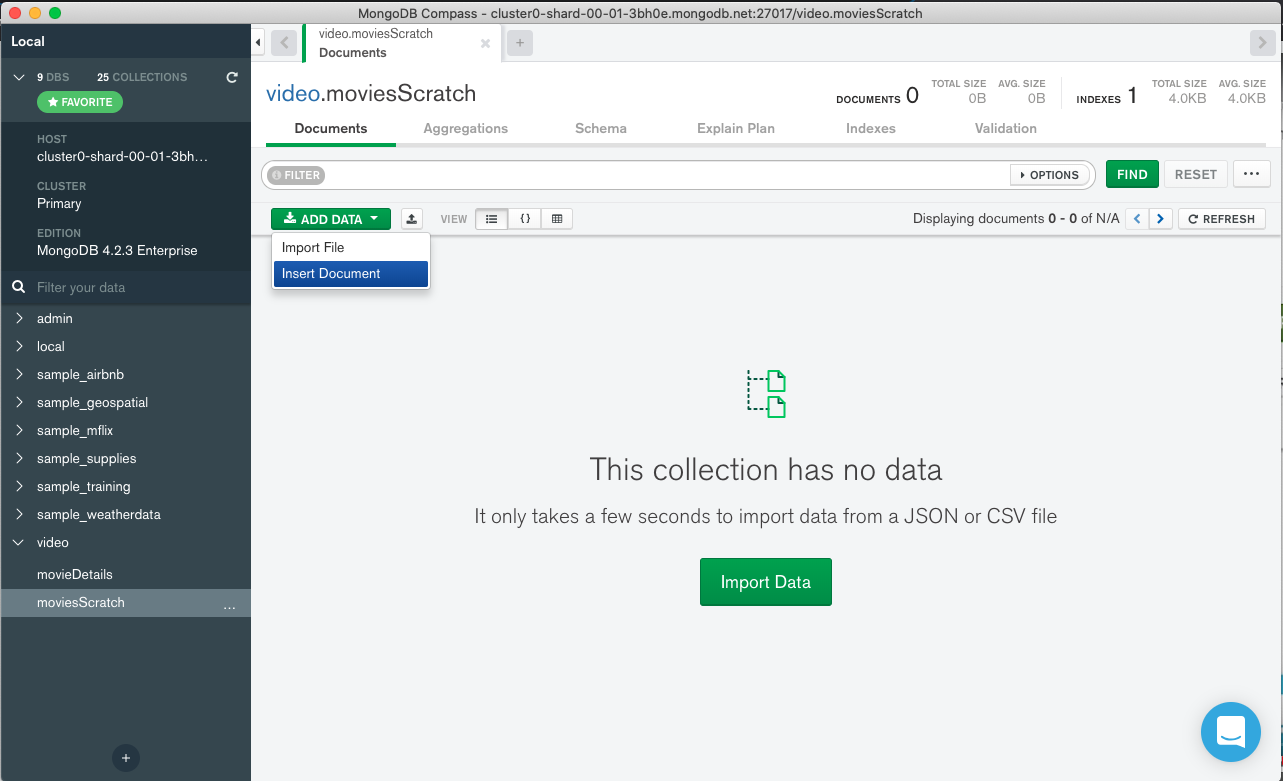 MongoDB Compass - cluster0-shard-00-01-3bh0e.mongodb.net:27017/video.moviesScratch
Local
9 DBS 25 COLLECTIONS
FAVORITE
HOST
cluster0-shard-00-01-3bh...
CLUSTER
Primary
EDITION
MongoDB 4.2.3 Enterprise
Filter your data
admin
local
sample_airbnb
sample_geospatial
sample_mflix
sample_supplies
sample_training
sample_weatherdata
video
movieDetails
moviesScratch ...
+
video.moviesScratch
Documents
+
video.moviesScratch
DOCUMENTS 0
TOTAL SIZE
0B
AVG. SIZE
0B
INDEXES 1
TOTAL SIZE
4.0KB
AVG. SIZE
4.0KB
Documents Aggregations Schema Explain Plan Indexes Validation
FILTER OPTIONS FIND RESET ...
ADD DATA VIEW {} Displaying documents 0 - 0 of N/A REFRESH
Import File
Insert Document
This collection has no data
It only takes a few seconds to import data from a JSON or CSV file
Import Data